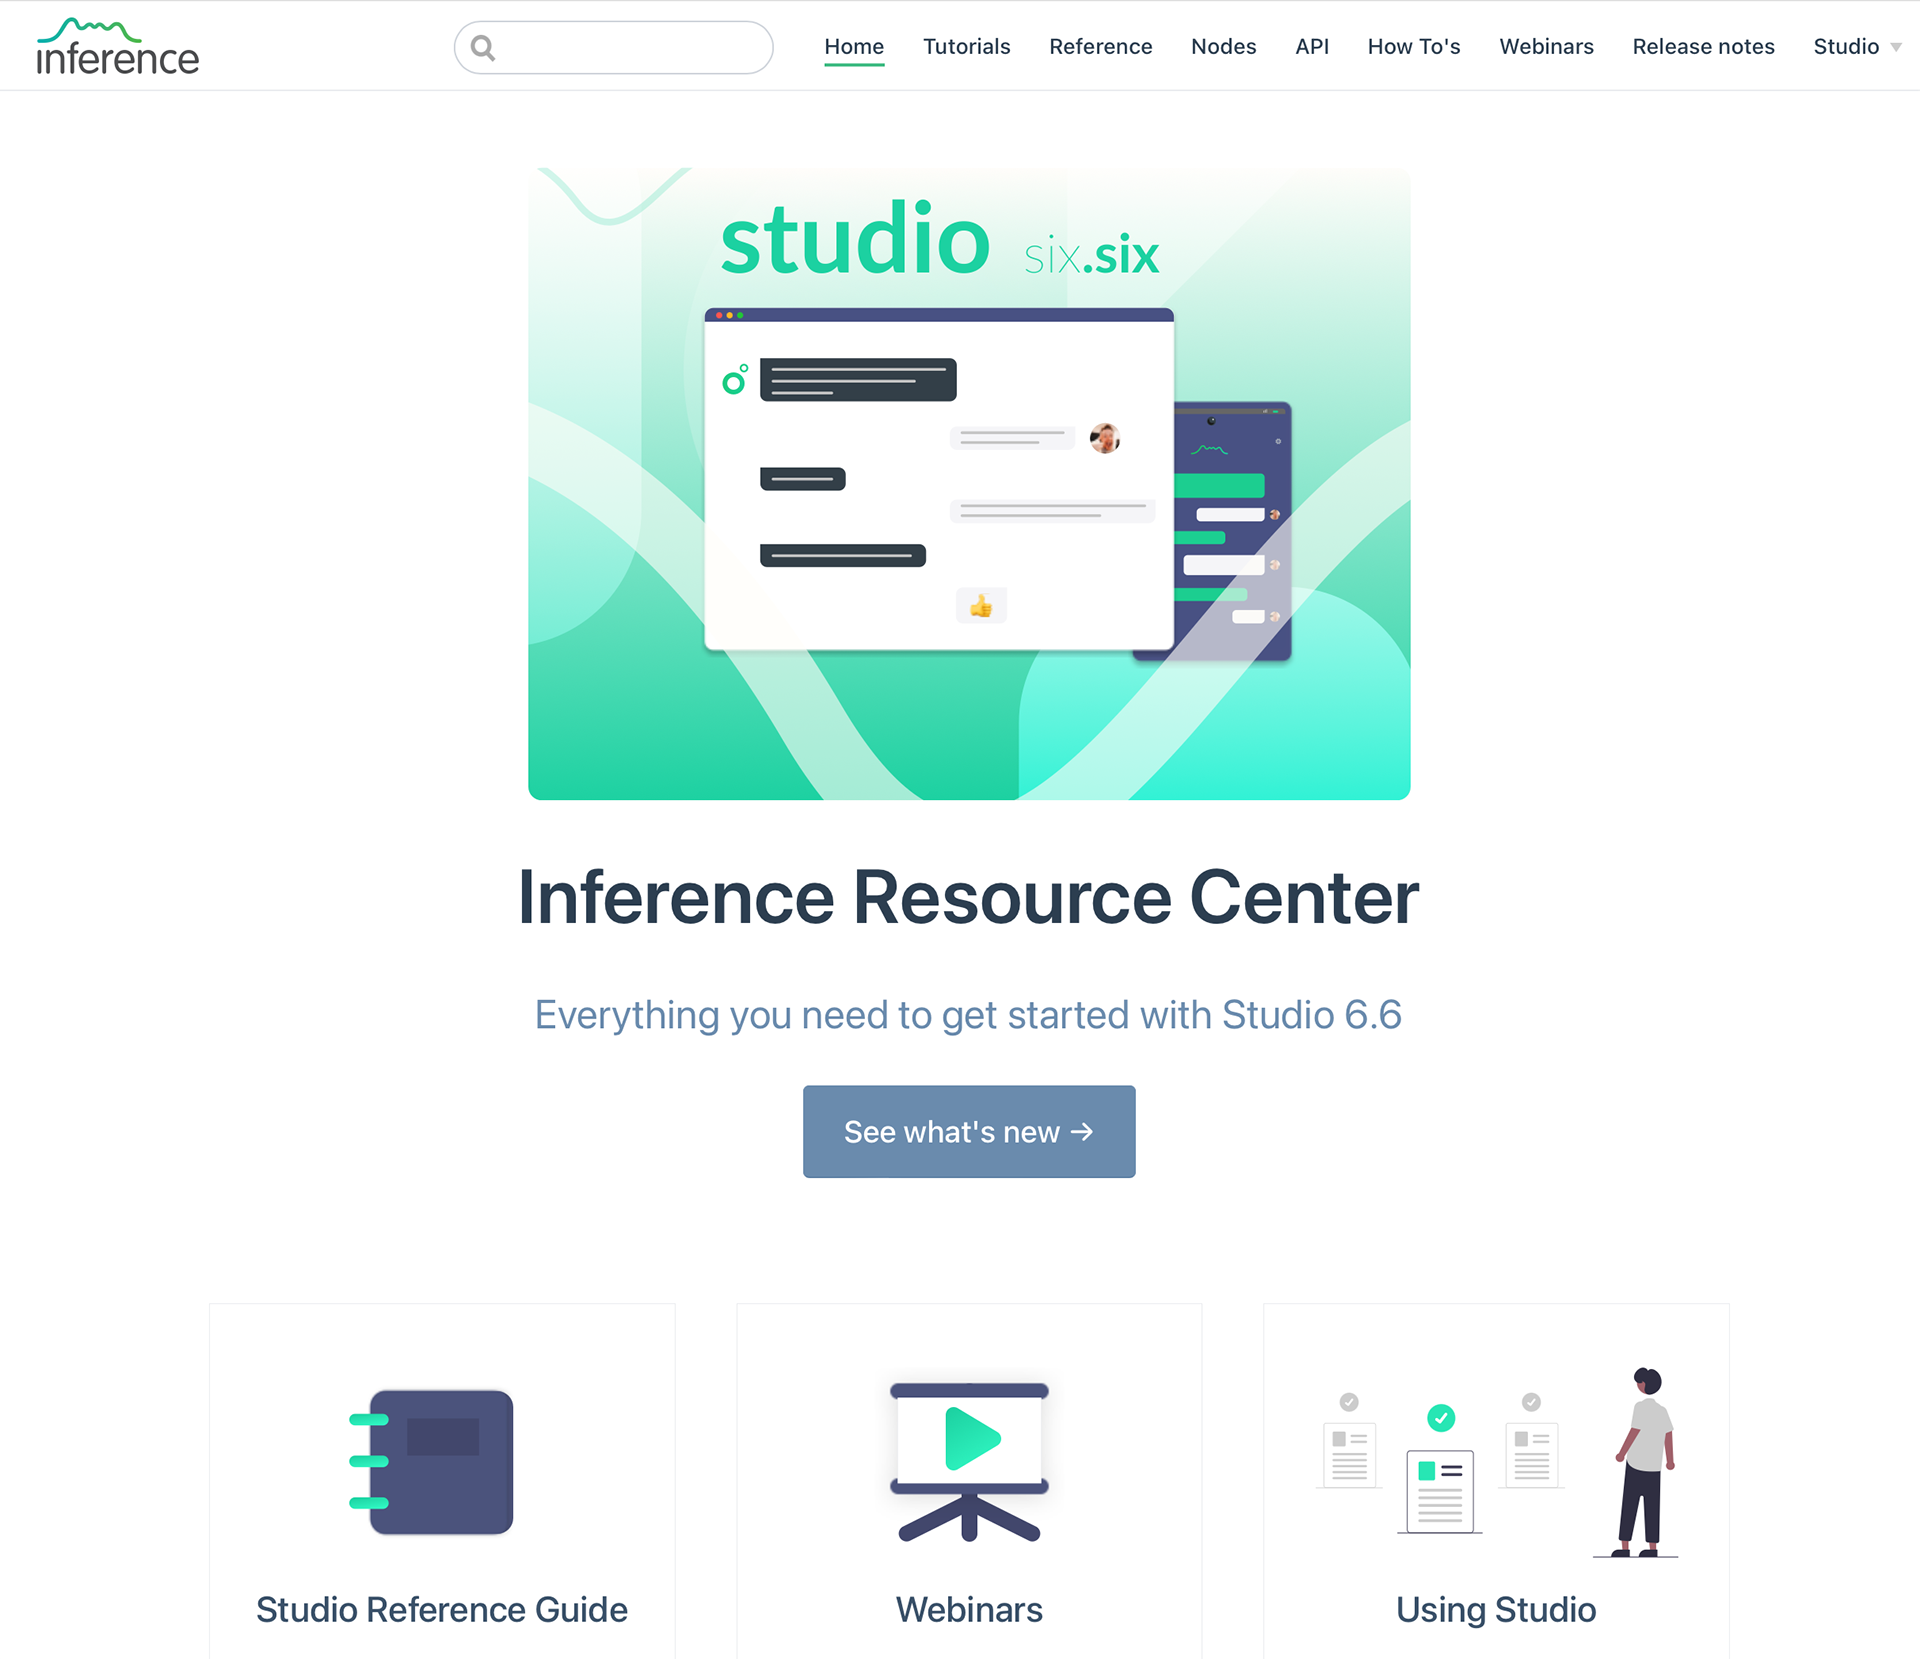 inference
Home Tutorials Reference Nodes API How To's Webinars Release notes Studio
studio six.six
Inference Resource Center
Everything you need to get started with Studio 6.6
See what's new →
Studio Reference Guide
Webinars
Using Studio